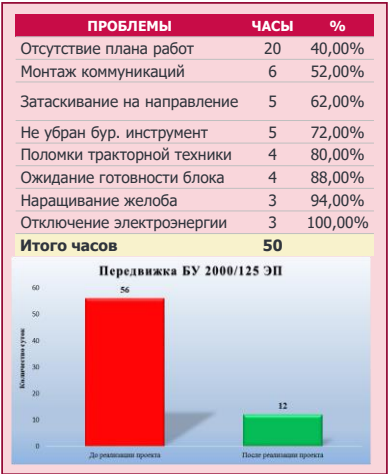 ПРОБЛЕМЫ ЧАСЫ %
Отсутствие плана работ 20 40,00%
Монтаж коммуникаций 6 52,00%
Затаскивание на направление 5 62,00%
Не убран бур. инструмент 5 72,00%
Поломки тракторной техники 4 80,00%
Ожидание готовности блока 4 88,00%
Наращивание желоба 3 94,00%
Отключение электроэнергии 3 100,00%
Итого часов 50
Передвижка БУ 2000/125 ЭП
Количество суток
60
50
40
30
20
10
0
56
12
До реализации проекта
После реализации проекта